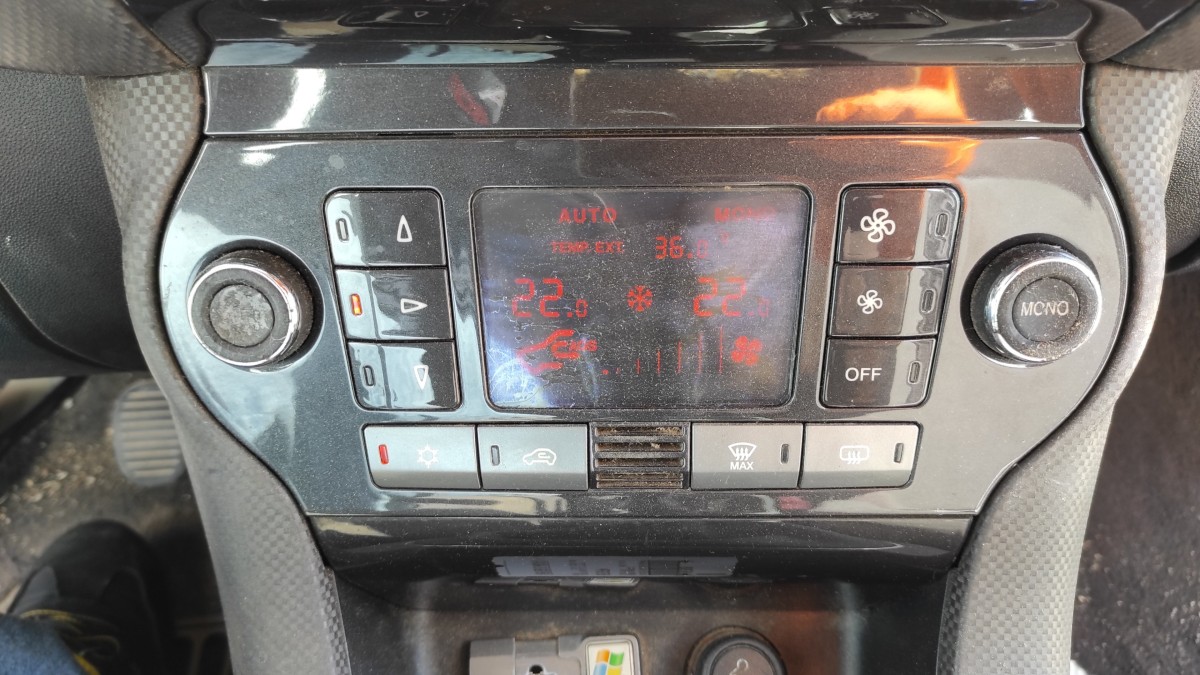 AUTO MONO
TEMP.EXT. 36.0 °
22.0 22.0
MONO
OFF
MAX